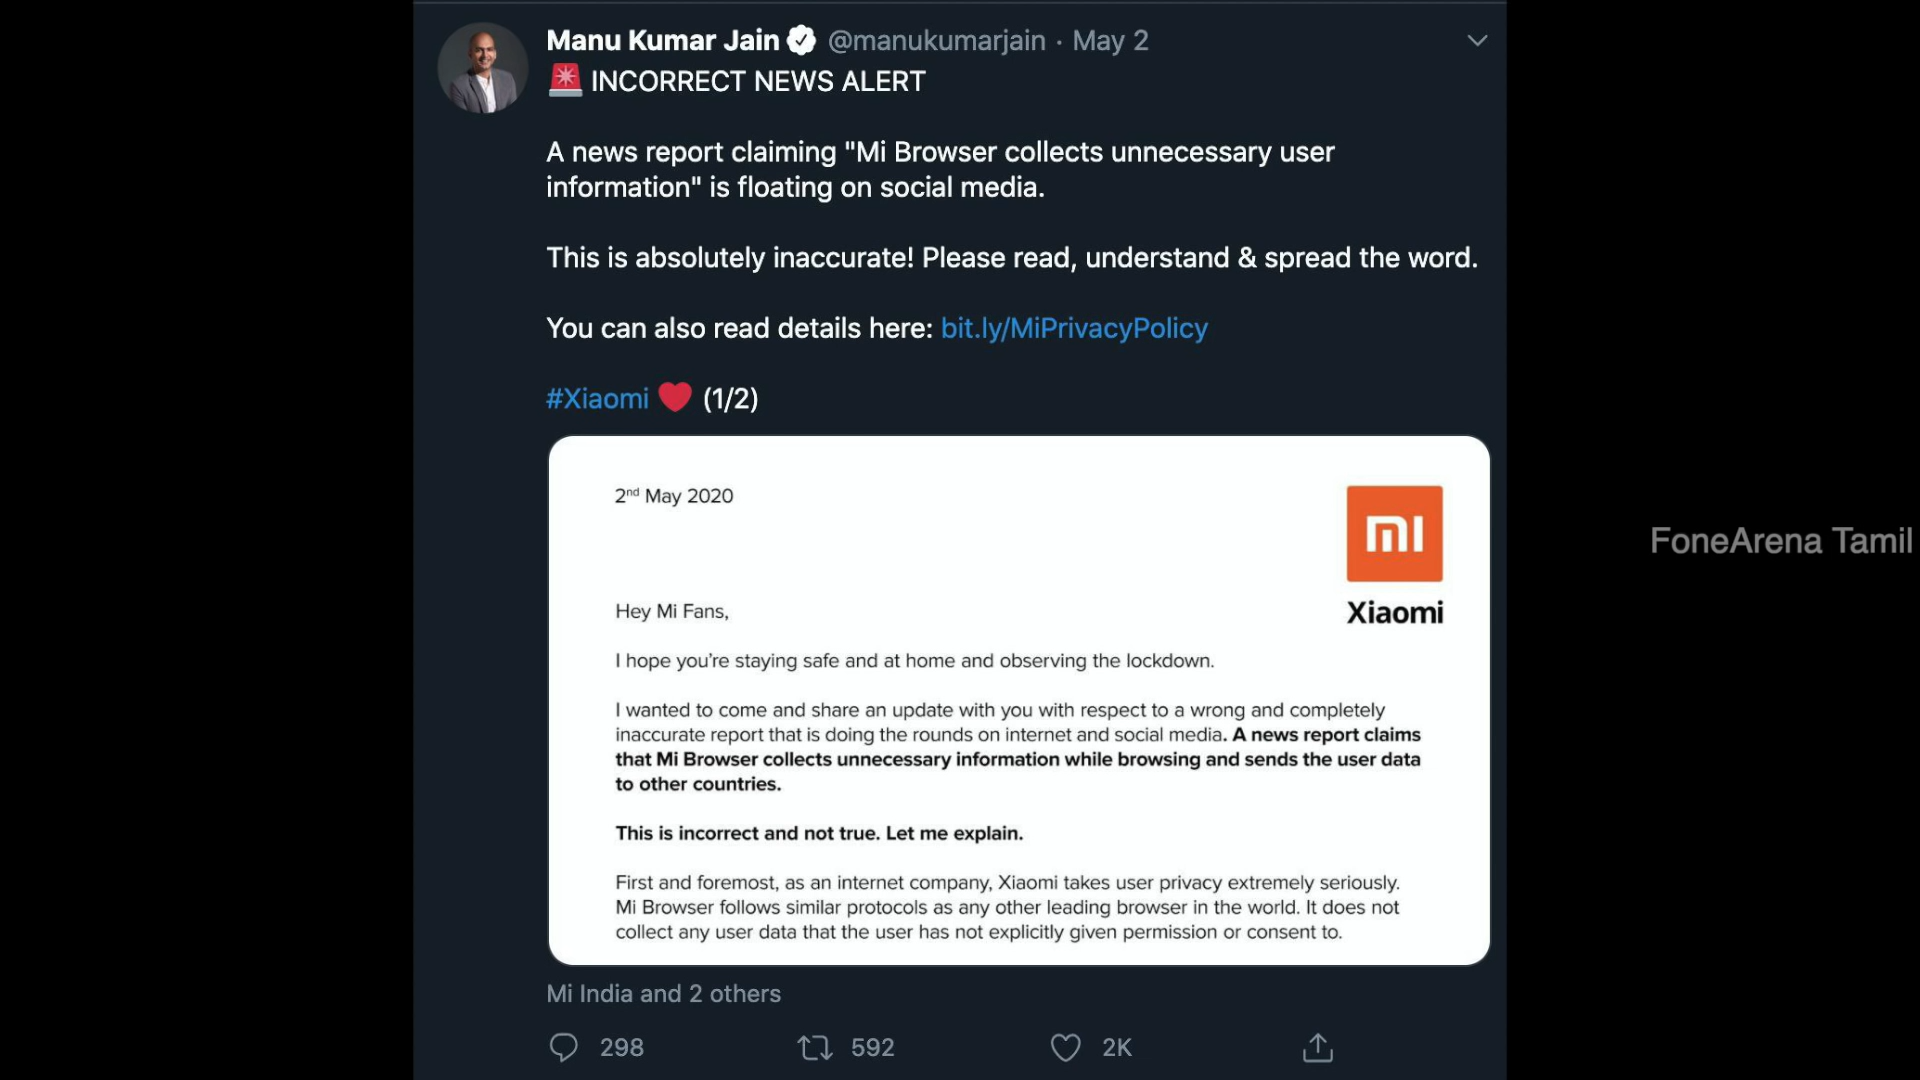 Manu Kumar Jain @manukumarjain · May 2
🚨 INCORRECT NEWS ALERT
A news report claiming "Mi Browser collects unnecessary user
information" is floating on social media.
This is absolutely inaccurate! Please read, understand & spread the word.
You can also read details here: bit.ly/MiPrivacyPolicy
#Xiaomi ❤️ (1/2)
2nd May 2020
mi
Xiaomi
Hey Mi Fans,
I hope you're staying safe and at home and observing the lockdown.
I wanted to come and share an update with you with respect to a wrong and completely
inaccurate report that is doing the rounds on internet and social media. A news report claims
that Mi Browser collects unnecessary information while browsing and sends the user data
to other countries.
This is incorrect and not true. Let me explain.
First and foremost, as an internet company, Xiaomi takes user privacy extremely seriously.
Mi Browser follows similar protocols as any other leading browser in the world. It does not
collect any user data that the user has not explicitly given permission or consent to.
Mi India and 2 others
298 592 2K
FoneArena Tamil